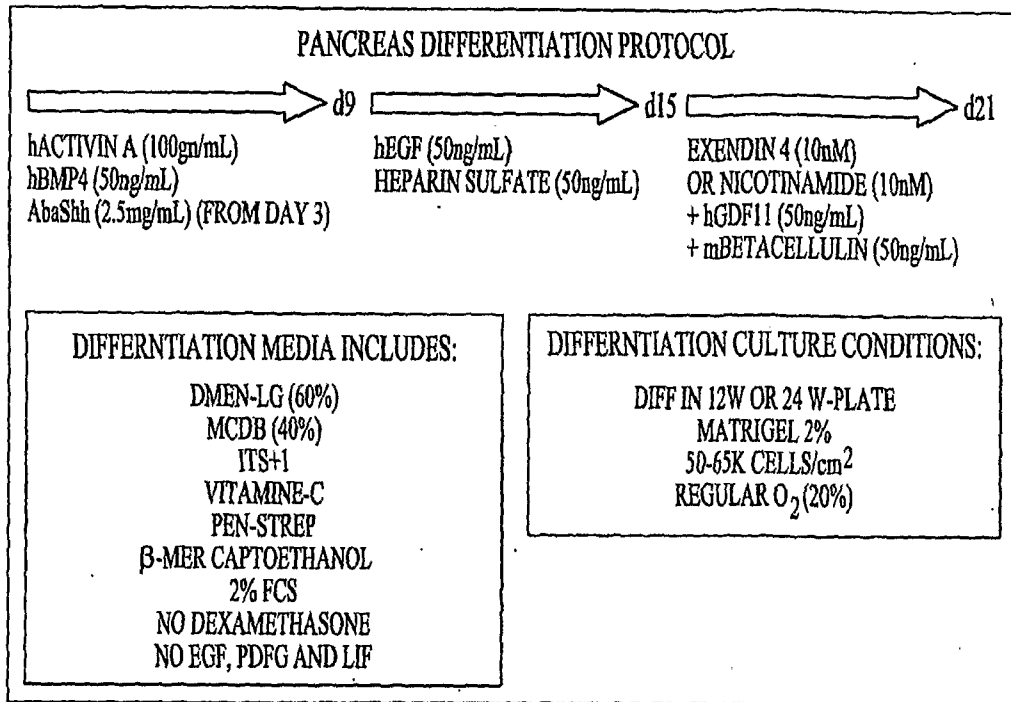 PANCREAS DIFFERENTIATION PROTOCOL
d9
d15
d21
hACTIVIN A (100gn/mL)
hBMP4 (50ng/mL)
AbaShh (2.5mg/mL) (FROM DAY 3)
hEGF (50ng/mL)
HEPARIN SULFATE (50ng/mL)
EXENDIN 4 (10nM)
OR NICOTINAMIDE (10nM)
+ hGDF11 (50ng/mL)
+ mBETACELLULIN (50ng/mL)
DIFFERNTIATION MEDIA INCLUDES:
DMEN-LG (60%)
MCDB (40%)
ITS+1
VITAMINE-C
PEN-STREP
β-MER CAPTOETHANOL
2% FCS
NO DEXAMETHASONE
NO EGF, PDFG AND LIF
DIFFERNTIATION CULTURE CONDITIONS:
DIFF IN 12W OR 24 W-PLATE
MATRIGEL 2%
50-65K CELLS/cm²
REGULAR O₂ (20%)